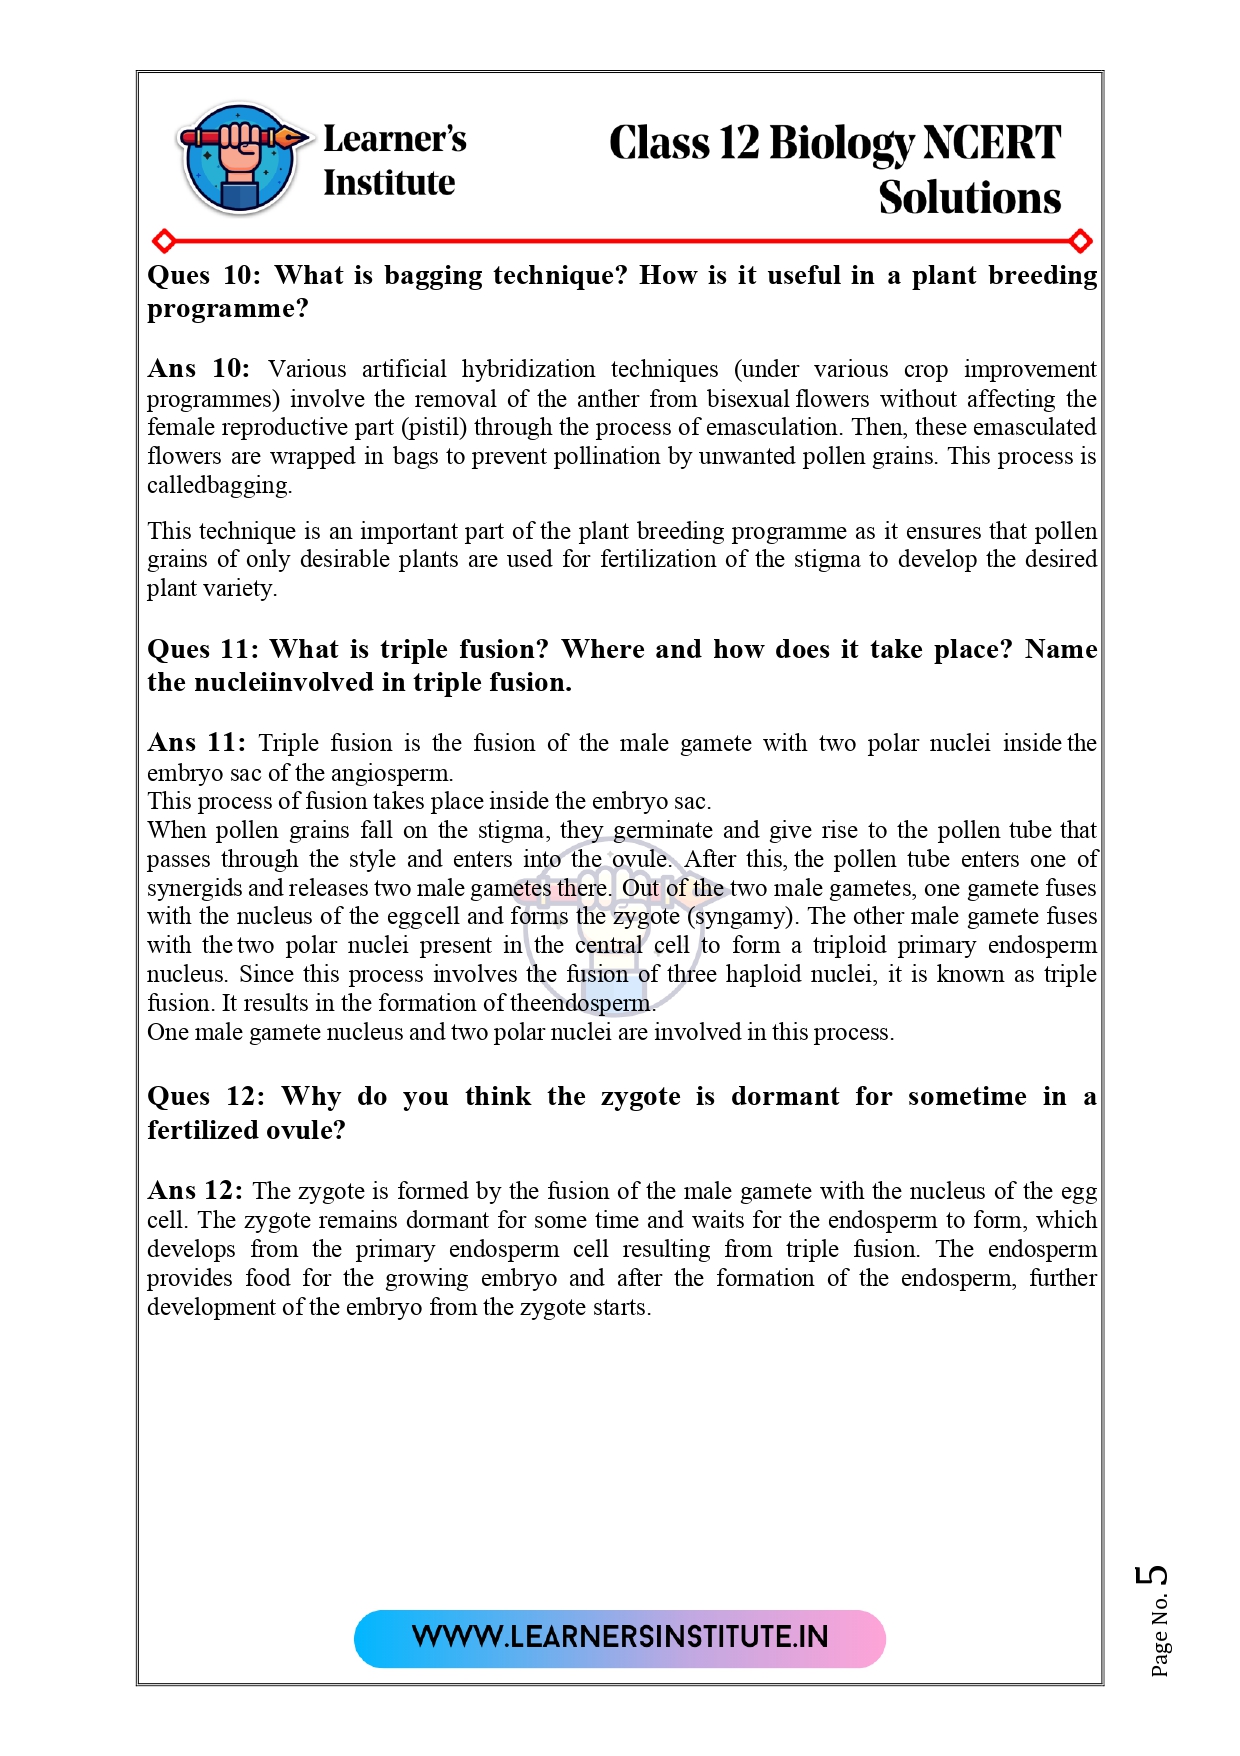 Learner's
Institute
Class 12 Biology NCERT
Solutions
Ques 10: What is bagging technique? How is it useful in a plant breeding
programme?
Ans 10: Various artificial hybridization techniques (under various crop improvement
programmes) involve the removal of the anther from bisexual flowers without affecting the
female reproductive part (pistil) through the process of emasculation. Then, these emasculated
flowers are wrapped in bags to prevent pollination by unwanted pollen grains. This process is
calledbagging.
This technique is an important part of the plant breeding programme as it ensures that pollen
grains of only desirable plants are used for fertilization of the stigma to develop the desired
plant variety.
Ques 11: What is triple fusion? Where and how does it take place? Name
the nucleiinvolved in triple fusion.
Ans 11: Triple fusion is the fusion of the male gamete with two polar nuclei inside the
embryo sac of the angiosperm.
This process of fusion takes place inside the embryo sac.
When pollen grains fall on the stigma, they germinate and give rise to the pollen tube that
passes through the style and enters into the ovule. After this, the pollen tube enters one of
synergids and releases two male gametes there. Out of the two male gametes, one gamete fuses
with the nucleus of the egg cell and forms the zygote (syngamy). The other male gamete fuses
with the two polar nuclei present in the central cell to form a triploid primary endosperm
nucleus. Since this process involves the fusion of three haploid nuclei, it is known as triple
fusion. It results in the formation of theendosperm.
One male gamete nucleus and two polar nuclei are involved in this process.
Ques 12: Why do you think the zygote is dormant for sometime in a
fertilized ovule?
Ans 12: The zygote is formed by the fusion of the male gamete with the nucleus of the egg
cell. The zygote remains dormant for some time and waits for the endosperm to form, which
develops from the primary endosperm cell resulting from triple fusion. The endosperm
provides food for the growing embryo and after the formation of the endosperm, further
development of the embryo from the zygote starts.
WWW.LEARNERSINSTITUTE.IN
Page No. 5